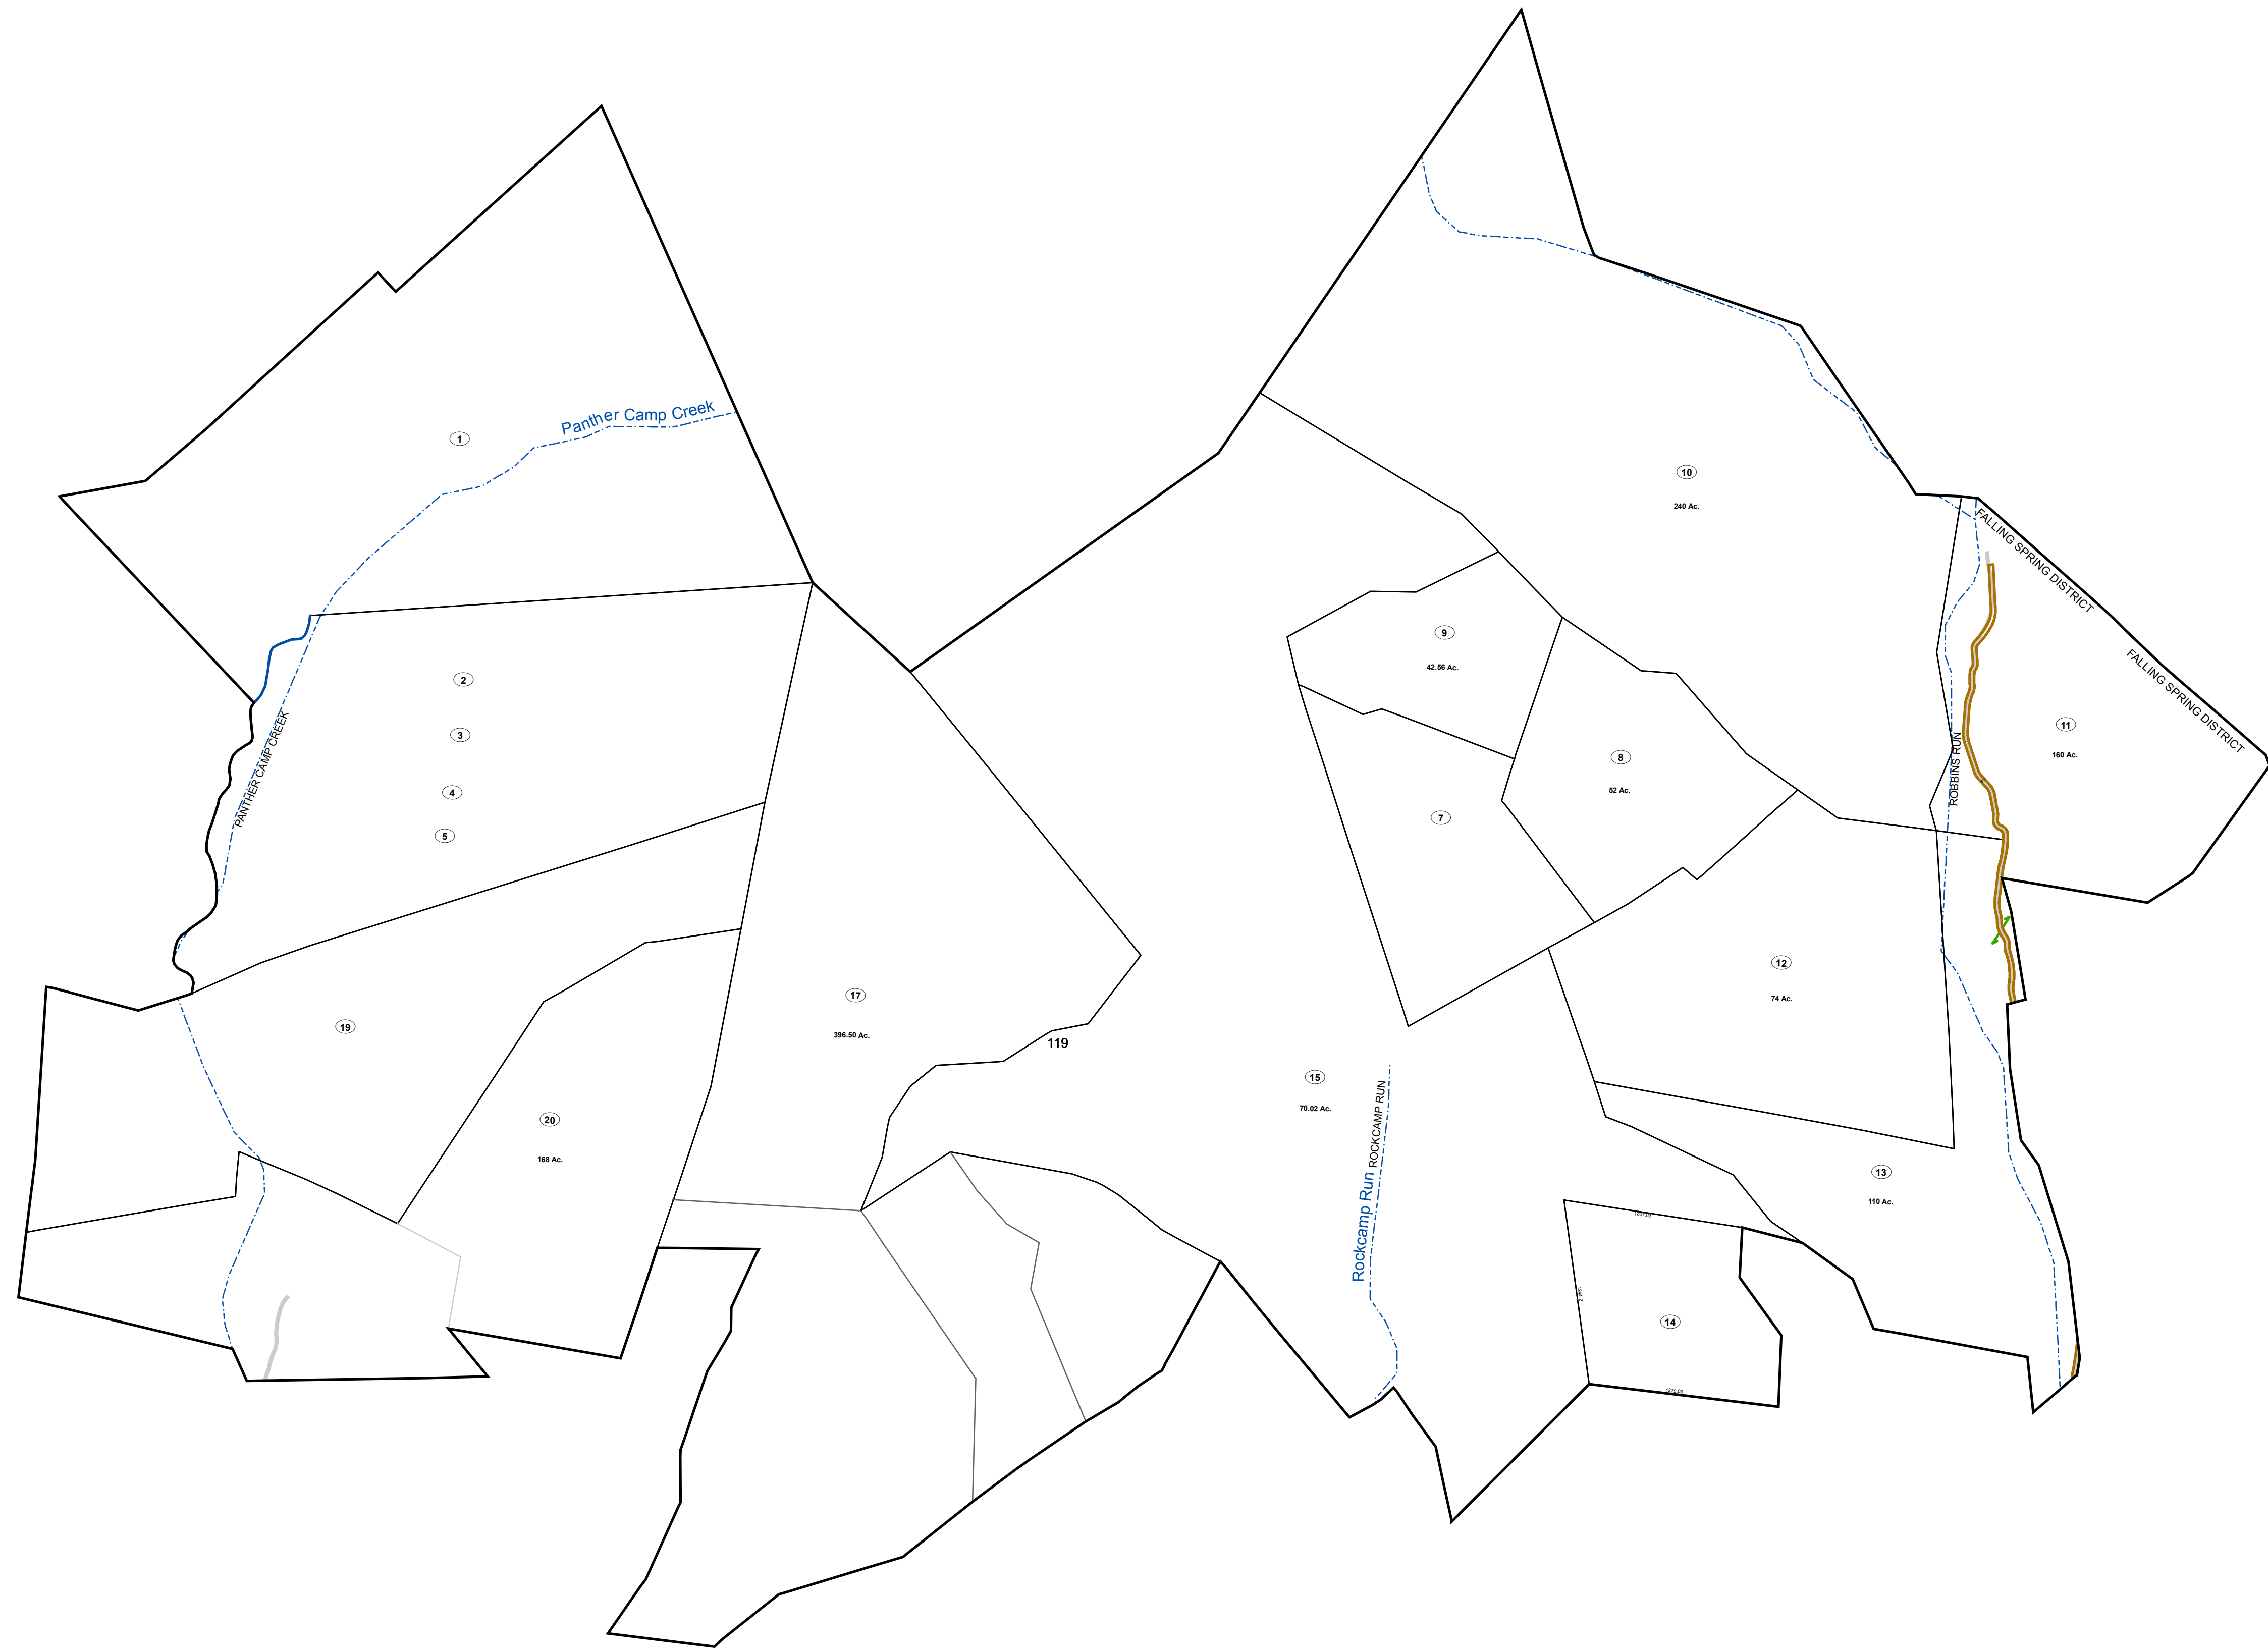 Panther Camp Creek
1
10
240 Ac.
FALLING SPRING DISTRICT
FALLING SPRING DISTRICT
9
42.56 Ac.
2
3
PANTHER CAMP CREEK
4
5
8
52 Ac.
7
ROBBINS RUN
11
160 Ac.
12
74 Ac.
17
396.50 Ac.
19
119
15
70.02 Ac.
ROCKCAMP RUN
Rockcamp Run
20
168 Ac.
13
110 Ac.
14